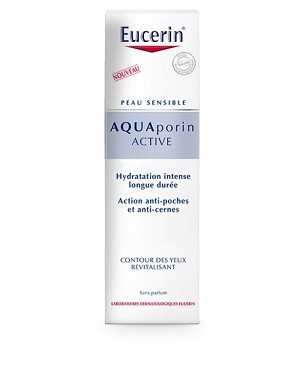 Eucerin®
NOUVEAU
PEAU SENSIBLE
AQUAporin
ACTIVE
Hydratation intense
longue durée
Action anti-poches
et anti-cernes
CONTOUR DES YEUX
REVITALISANT
Sans parfum
LABORATOIRES DERMATOLOGIQUES EUCERIN